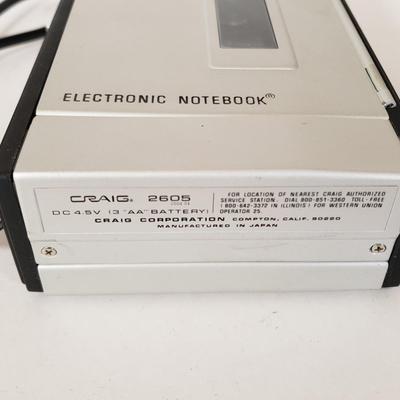 ELECTRONIC NOTEBOOK®
CRAIG® 2605
DC 4.5V (3 "AA" BATTERY)
FOR LOCATION OF NEAREST CRAIG AUTHORIZED
SERVICE STATION, DIAL 800-851-3360 TOLL-FREE
(800-642-3372 IN ILLINOIS) FOR WESTERN UNION
OPERATOR 25.
CRAIG CORPORATION COMPTON, CALIF. 90220
MANUFACTURED IN JAPAN